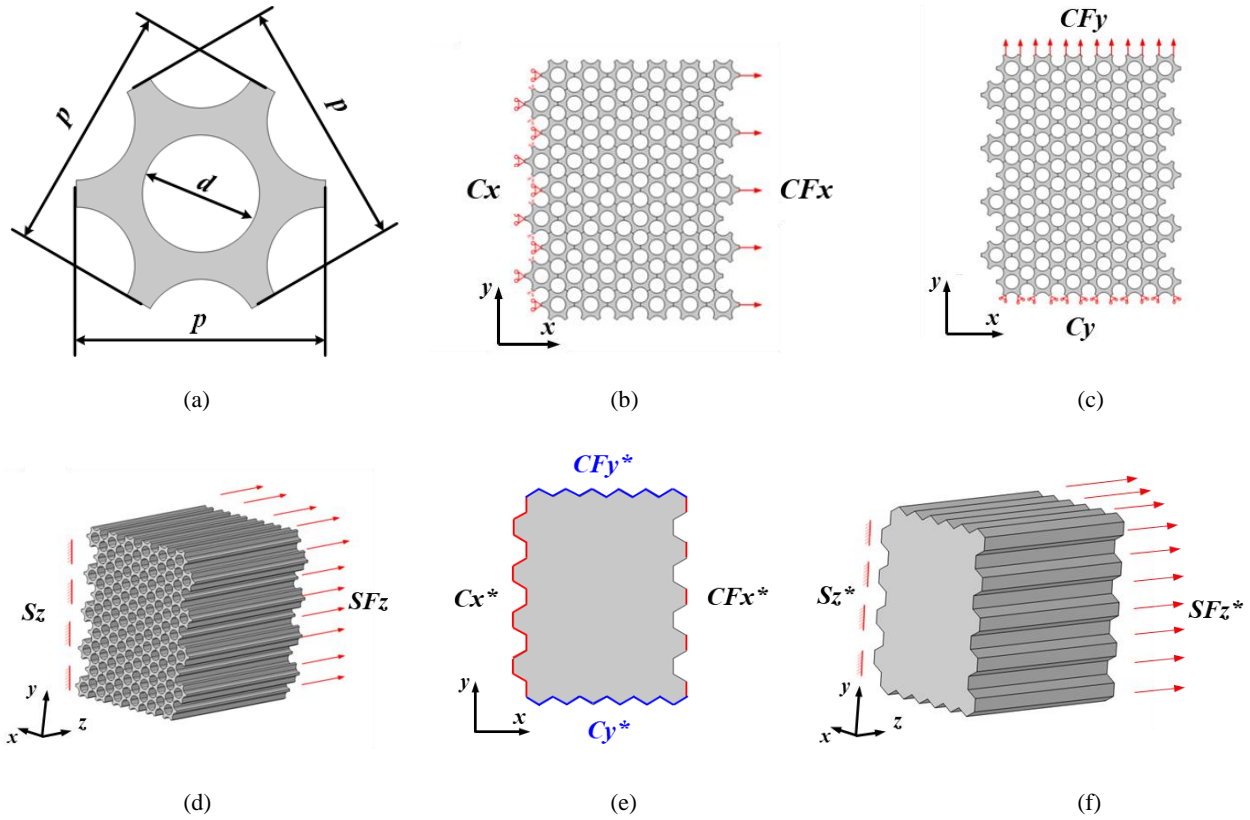 p
p
d
p
(a)
Cx
CFx
y
x
(b)
CFy
y
x
Cy
(c)
Sz
SFz
y
x
z
(d)
CFy*
Cx*
CFx*
y
x
Cy*
(e)
Sz*
SFz*
y
x
z
(f)